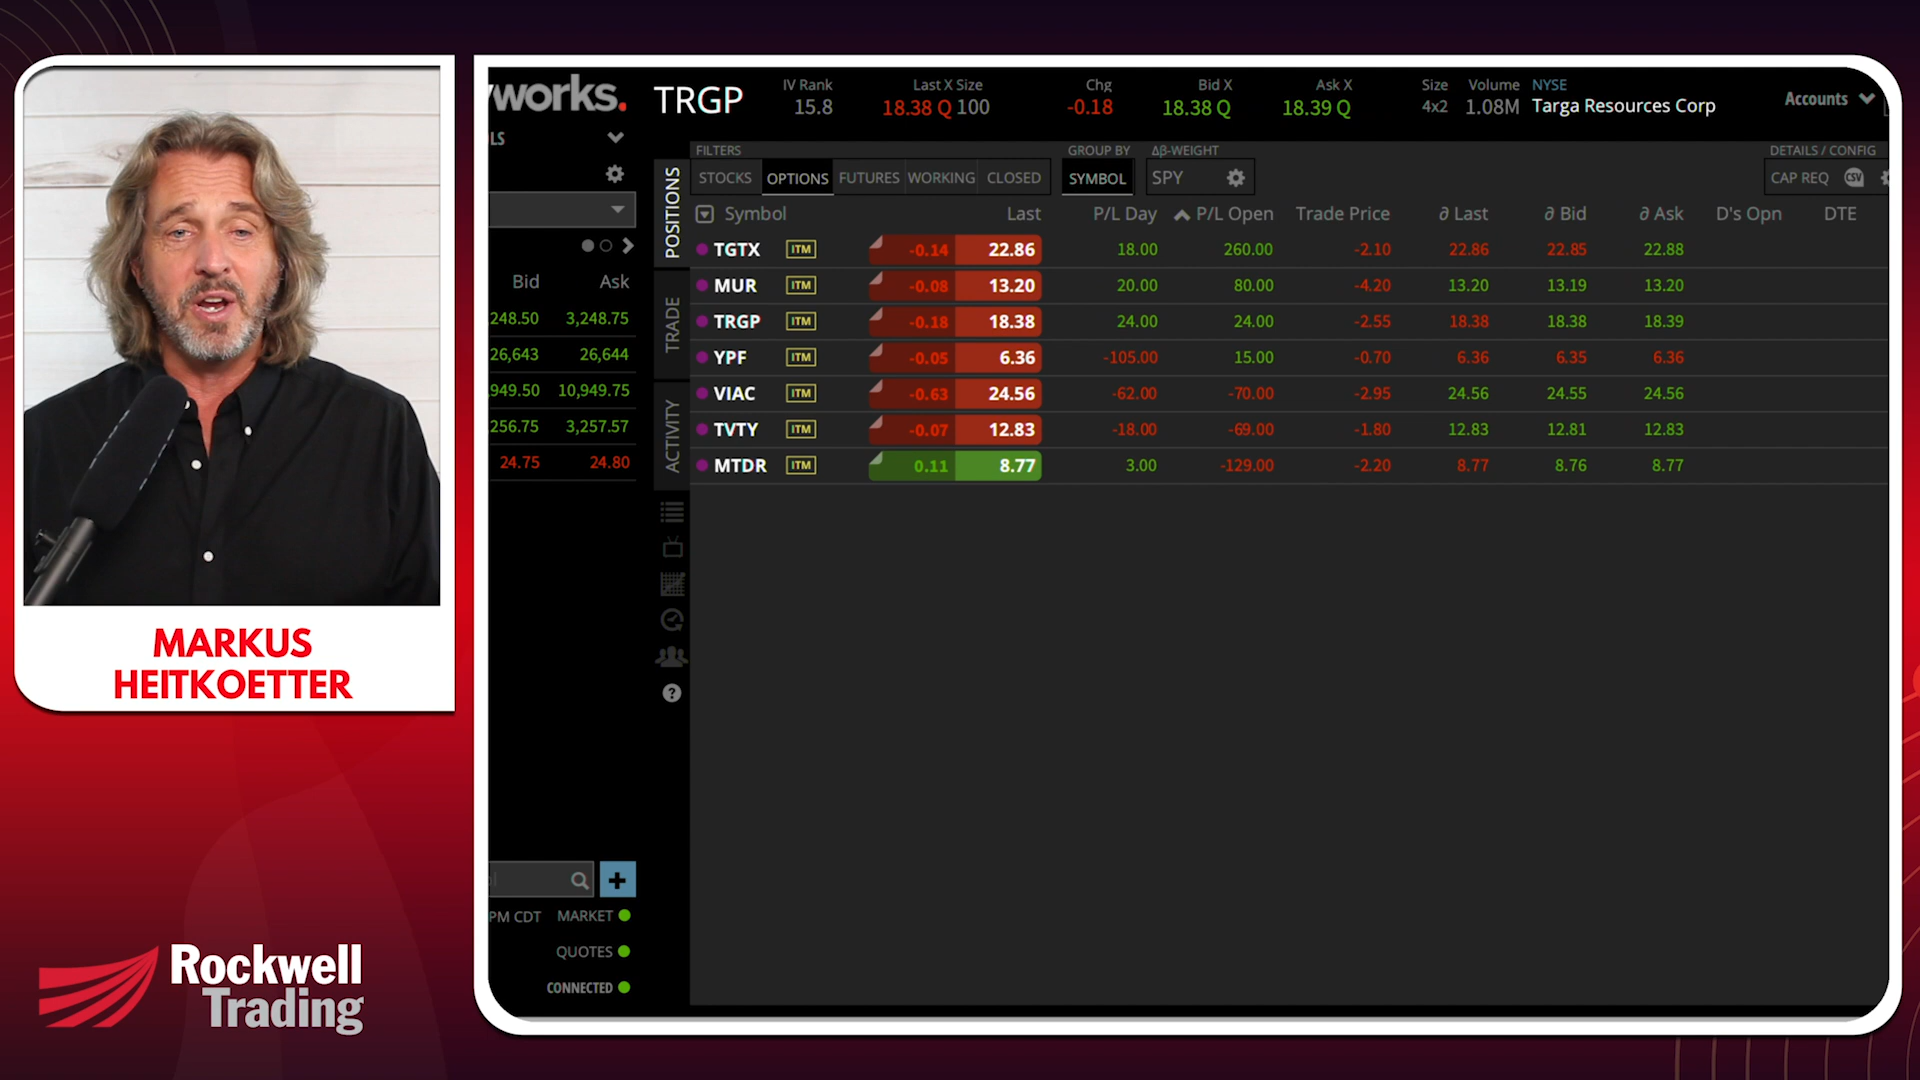 MARKUS
HEITKOETTER
Rockwell
Trading
works.
LS
Bid Ask
248.50 3,248.75
26,643 26,644
949.50 10,949.75
256.75 3,257.57
24.75 24.80
PM CDT MARKET
QUOTES
CONNECTED
TRGP
IV Rank Last X Size Chg Bid X Ask X Size Volume NYSE
15.8 18.38 Q 100 -0.18 18.38 Q 18.39 Q 4x2 1.08M Targa Resources Corp
Accounts
POSITIONS
TRADE
ACTIVITY
FILTERS GROUP BY Δβ-WEIGHT DETAILS / CONFIG
STOCKS OPTIONS FUTURES WORKING CLOSED SYMBOL SPY CAP REQ CSV
Symbol Last P/L Day P/L Open Trade Price ∂ Last ∂ Bid ∂ Ask D's Opn DTE
TGTX ITM -0.14 22.86 18.00 260.00 -2.10 22.86 22.85 22.88
MUR ITM -0.08 13.20 20.00 80.00 -4.20 13.20 13.19 13.20
TRGP ITM -0.18 18.38 24.00 24.00 -2.55 18.38 18.38 18.39
YPF ITM -0.05 6.36 -105.00 15.00 -0.70 6.36 6.35 6.36
VIAC ITM -0.63 24.56 -62.00 -70.00 -2.95 24.56 24.55 24.56
TVTY ITM -0.07 12.83 -18.00 -69.00 -1.80 12.83 12.81 12.83
MTDR ITM 0.11 8.77 3.00 -129.00 -2.20 8.77 8.76 8.77
?